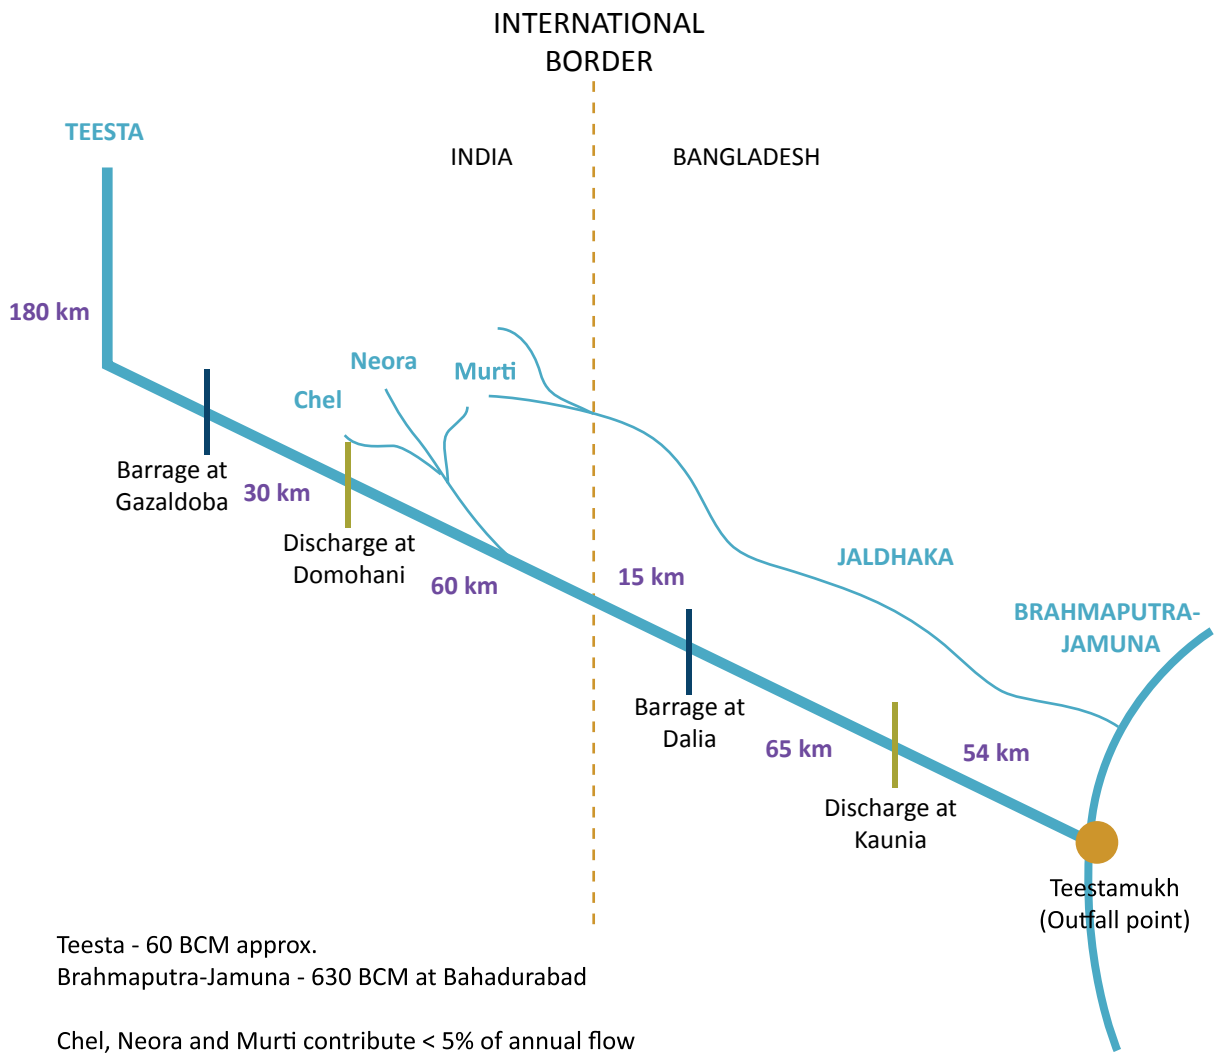 INTERNATIONAL
BORDER
TEESTA
INDIA
BANGLADESH
180 km
Neora
Murti
Chel
Barrage at
Gazaldoba
30 km
Discharge at
Domohani
60 km
15 km
JALDHAKA
BRAHMAPUTRA-
JAMUNA
Barrage at
Dalia
65 km
54 km
Discharge at
Kaunia
Teestamukh
(Outfall point)
Teesta - 60 BCM approx.
Brahmaputra-Jamuna - 630 BCM at Bahadurabad
Chel, Neora and Murti contribute < 5% of annual flow